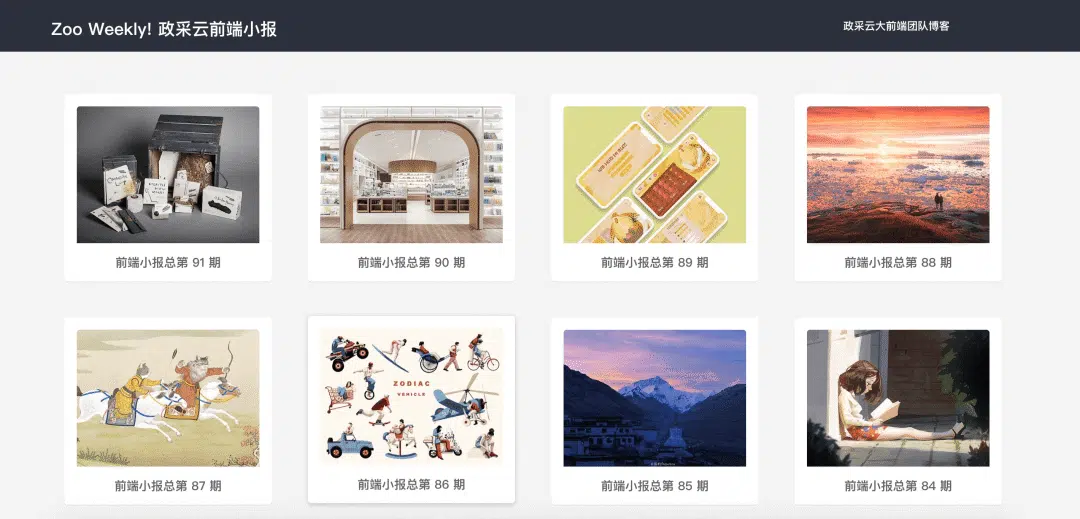 Zoo Weekly! 政采云前端小报
政采云大前端团队博客
前端小报总第 91 期
前端小报总第 90 期
前端小报总第 89 期
前端小报总第 88 期
ZODIAC
VEHICLE
前端小报总第 87 期
前端小报总第 86 期
前端小报总第 85 期
前端小报总第 84 期